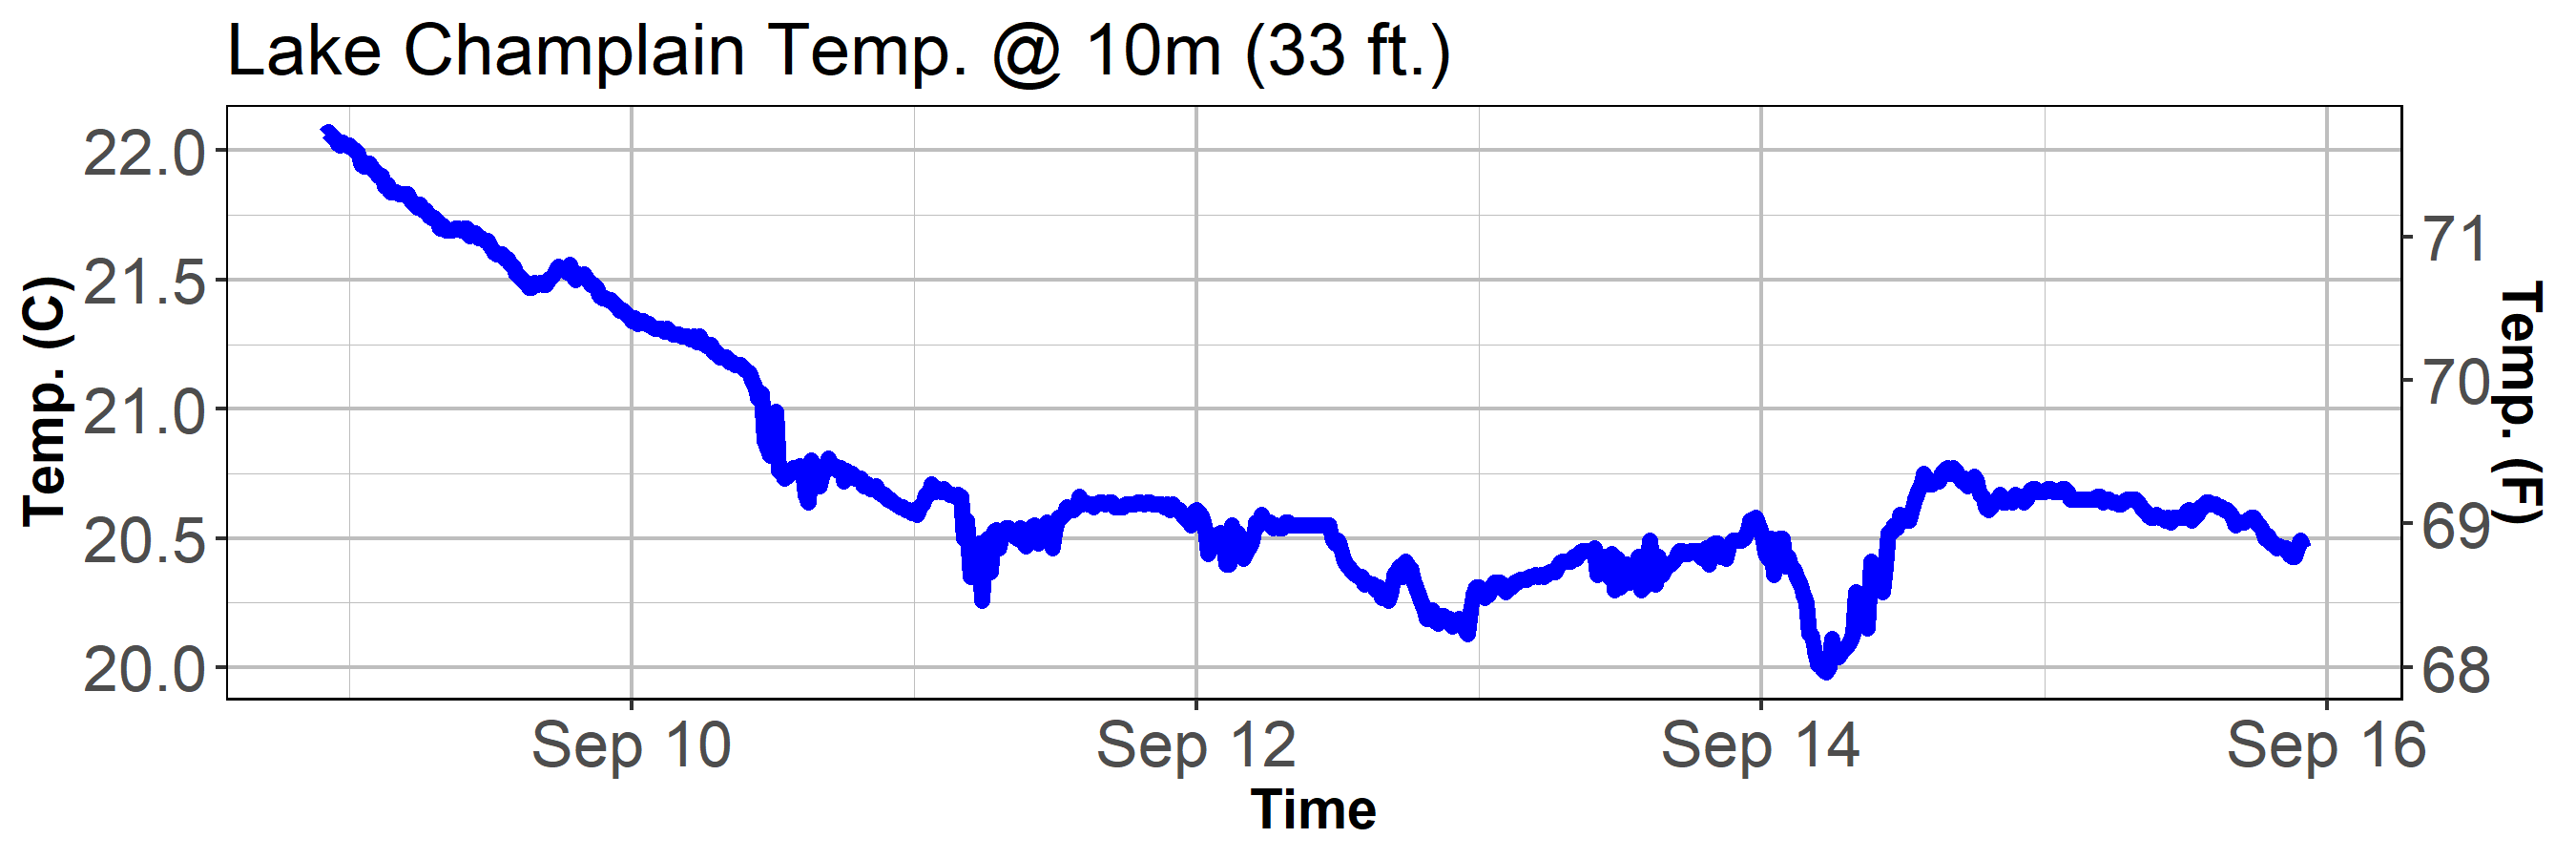 Lake Champlain Temp. @ 10m (33 ft.)
22.0
21.5
21.0
20.5
20.0
Temp. (C)
71
70
69
68
Temp. (F)
Sep 10
Sep 12
Sep 14
Sep 16
Time